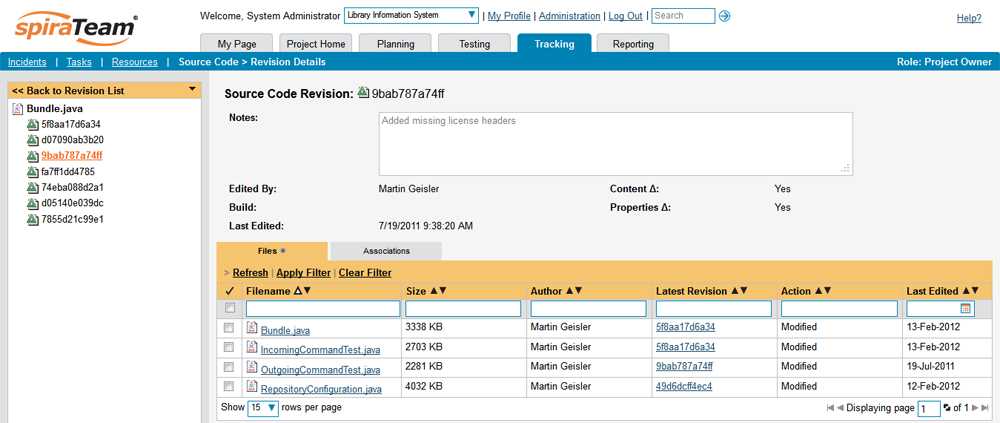 spiraTeam
Welcome, System Administrator Library Information System | My Profile | Administration | Log Out | Search
Help?
My Page Project Home Planning Testing Tracking Reporting
Incidents | Tasks | Resources | Source Code > Revision Details Role: Project Owner
<< Back to Revision List
Bundle.java
5f8aa17d6a34
d07090ab3b20
9bab787a74ff
fa7ff1dd4785
74eba088d2a1
d05140e039dc
7855d21c99e1
Source Code Revision: 9bab787a74ff
Notes: Added missing license headers
Edited By: Martin Geisler Content Δ: Yes
Build: Properties Δ: Yes
Last Edited: 7/19/2011 9:38:20 AM
Files Associations
> Refresh | Apply Filter | Clear Filter
✓ Filename Size Author Latest Revision Action Last Edited
Bundle.java 3338 KB Martin Geisler 5f8aa17d6a34 Modified 13-Feb-2012
IncomingCommandTest.java 2703 KB Martin Geisler 5f8aa17d6a34 Modified 13-Feb-2012
OutgoingCommandTest.java 2281 KB Martin Geisler 9bab787a74ff Modified 19-Jul-2011
RepositoryConfiguration.java 4032 KB Martin Geisler 49d6dcff4ec4 Modified 12-Feb-2012
Show 15 rows per page Displaying page 1 of 1